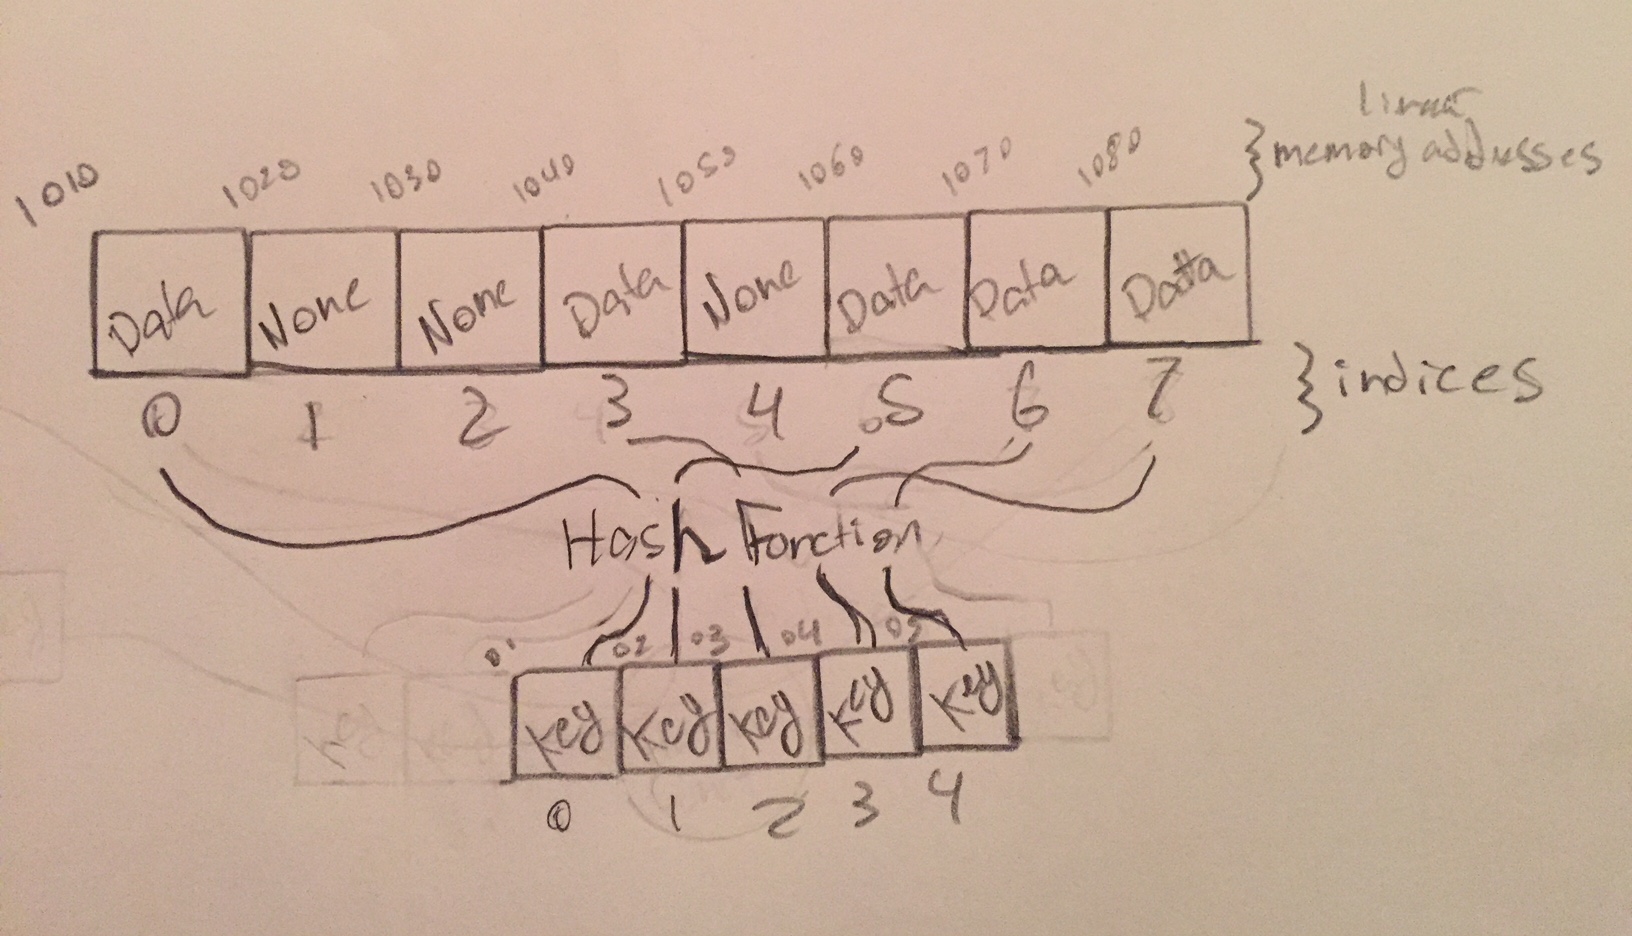 linear
} memory addresses
1010 1020 1030 1040 1050 1060 1070 1080
Data None None Data None Data Data Data
0 1 2 3 4 5 6 7 } indices
Hash Function
01 02 03 04 05
Key Key Key Key Key
0 1 2 3 4